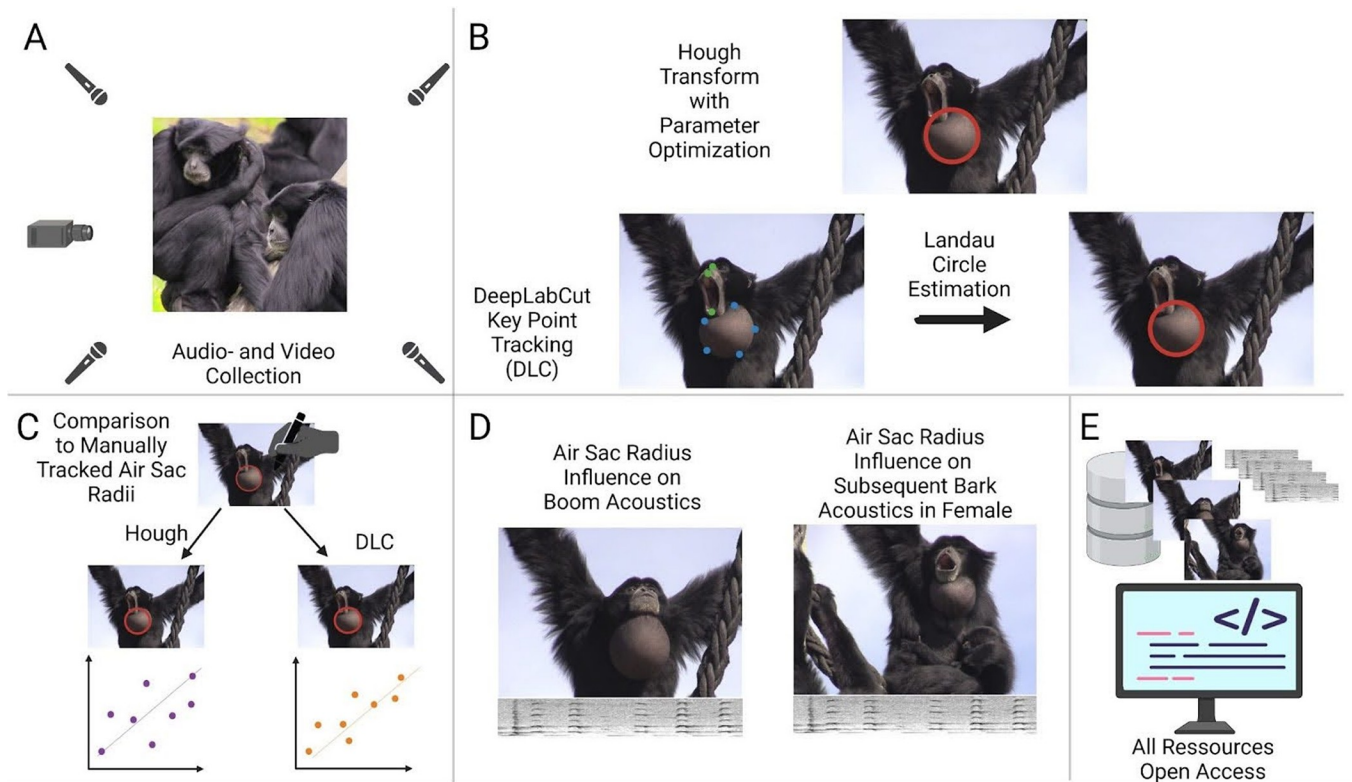 A
Audio- and Video
Collection
B
Hough
Transform
with
Parameter
Optimization
DeepLabCut
Key Point
Tracking
(DLC)
Landau
Circle
Estimation
C
Comparison
to Manually
Tracked Air Sac
Radii
Hough
DLC
D
Air Sac Radius
Influence on
Boom Acoustics
Air Sac Radius
Influence on
Subsequent Bark
Acoustics in Female
E
</>
All Ressources
Open Access